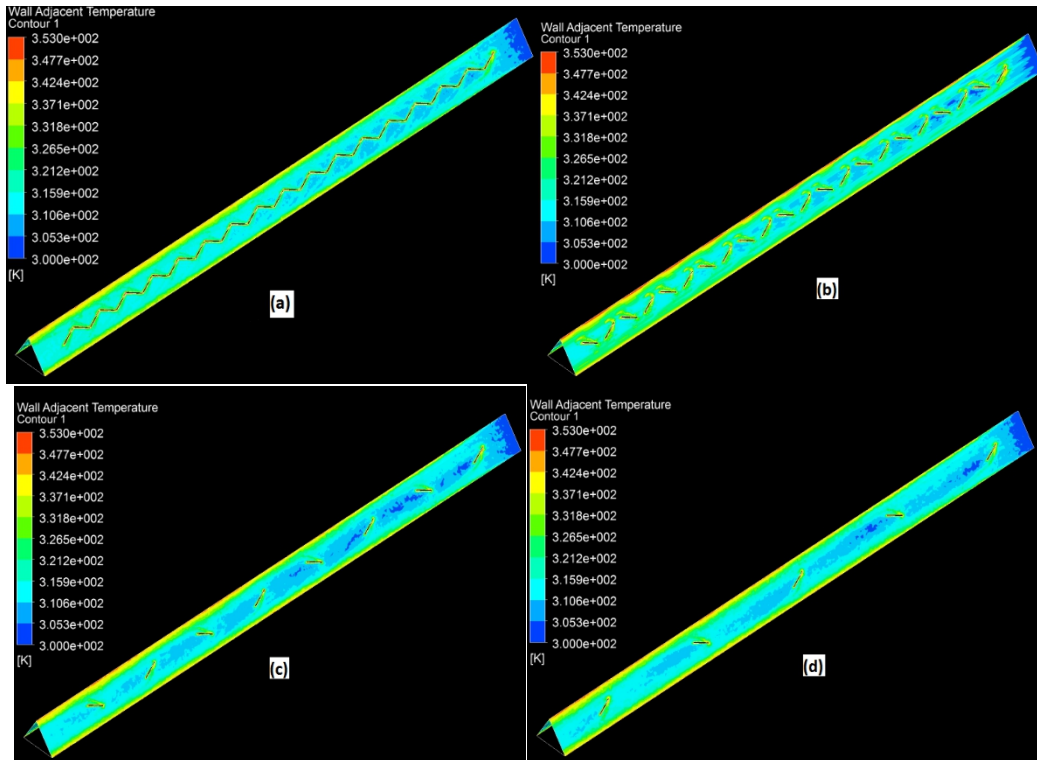 Wall Adjacent Temperature
Contour 1
3.530e+002
3.477e+002
3.424e+002
3.371e+002
3.318e+002
3.265e+002
3.212e+002
3.159e+002
3.106e+002
3.053e+002
3.000e+002
[K]
(a)
Wall Adjacent Temperature
Contour 1
3.530e+002
3.477e+002
3.424e+002
3.371e+002
3.318e+002
3.265e+002
3.212e+002
3.159e+002
3.106e+002
3.053e+002
3.000e+002
[K]
(b)
Wall Adjacent Temperature
Contour 1
3.530e+002
3.477e+002
3.424e+002
3.371e+002
3.318e+002
3.265e+002
3.212e+002
3.159e+002
3.106e+002
3.053e+002
3.000e+002
[K]
(c)
Wall Adjacent Temperature
Contour 1
3.530e+002
3.477e+002
3.424e+002
3.371e+002
3.318e+002
3.265e+002
3.212e+002
3.159e+002
3.106e+002
3.053e+002
3.000e+002
[K]
(d)